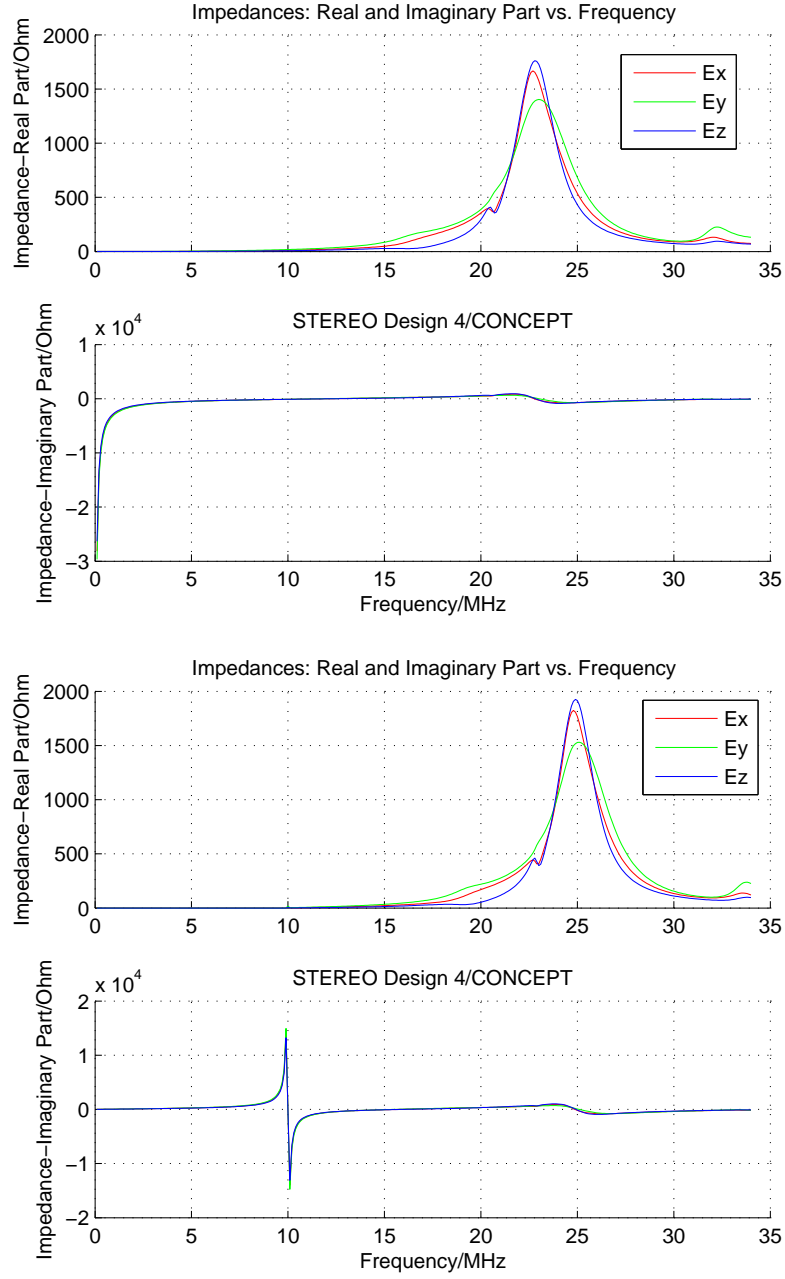 Impedances: Real and Imaginary Part vs. Frequency
Impedance−Real Part/Ohm
2000
1500
1000
500
0
Ex
Ey
Ez
0 5 10 15 20 25 30 35
STEREO Design 4/CONCEPT
x 10^4
Impedance−Imaginary Part/Ohm
1
0
−1
−2
−3
0 5 10 15 20 25 30 35
Frequency/MHz
Impedances: Real and Imaginary Part vs. Frequency
Impedance−Real Part/Ohm
2000
1500
1000
500
0
Ex
Ey
Ez
0 5 10 15 20 25 30 35
STEREO Design 4/CONCEPT
x 10^4
Impedance−Imaginary Part/Ohm
2
1
0
−1
−2
0 5 10 15 20 25 30 35
Frequency/MHz